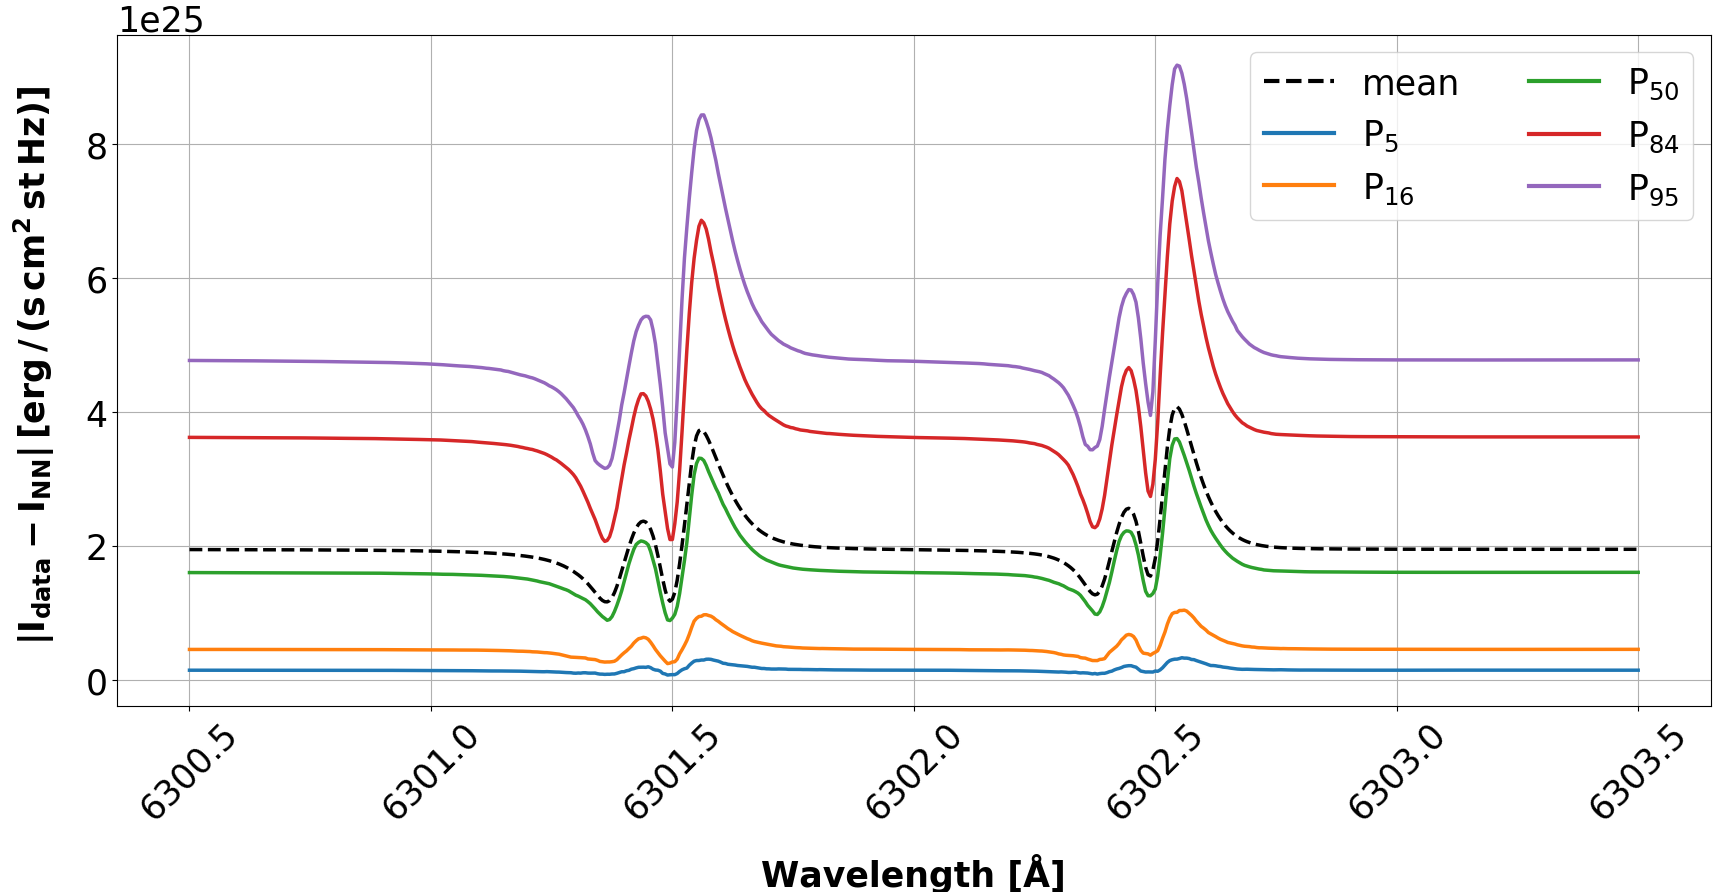 1e25
|I_data − I_NN| [erg / (s cm² st Hz)]
8
6
4
2
0
mean
P₅
P₁₆
P₅₀
P₈₄
P₉₅
6300.5 6301.0 6301.5 6302.0 6302.5 6303.0 6303.5
Wavelength [Å]